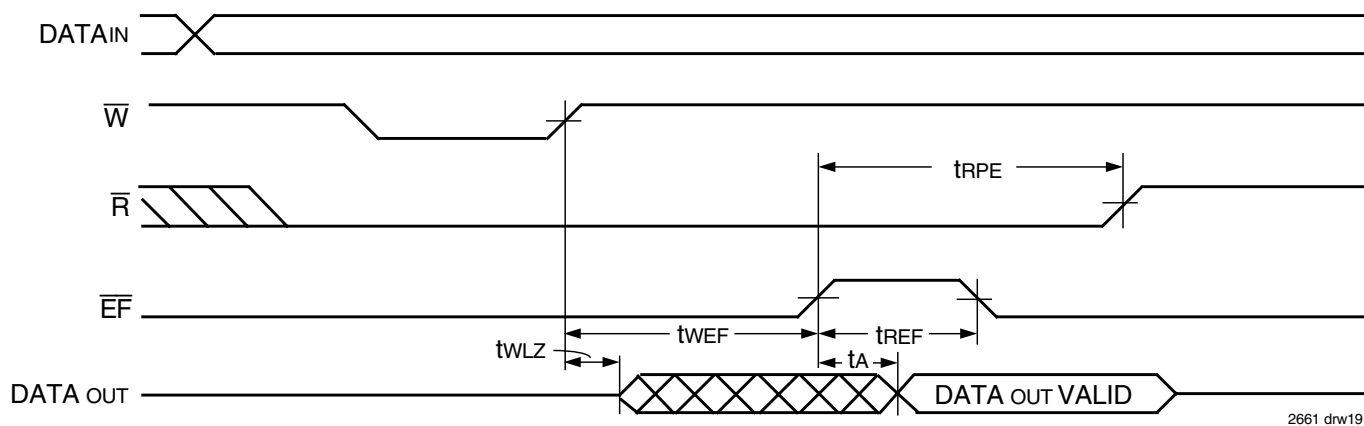 DATAIN
W
R
tRPE
EF
tWEF
tREF
tWLZ
tA
DATA OUT
DATA OUT VALID
2661 drw19